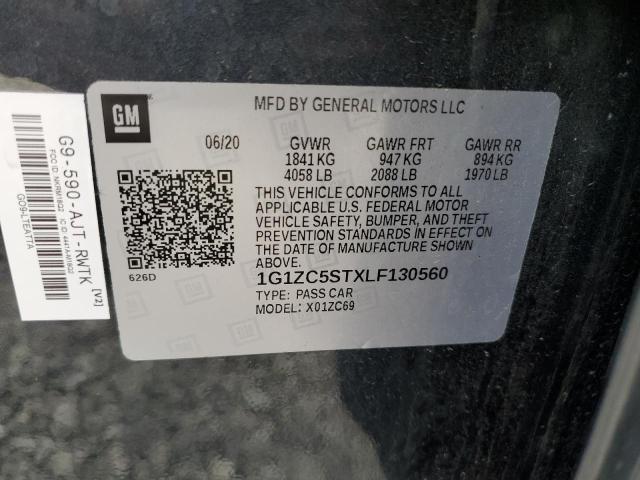 GM
MFD BY GENERAL MOTORS LLC
06/20 GVWR GAWR FRT GAWR RR
1841 KG 947 KG 894 KG
4058 LB 2088 LB 1970 LB
THIS VEHICLE CONFORMS TO ALL
APPLICABLE U.S. FEDERAL MOTOR
VEHICLE SAFETY, BUMPER, AND THEFT
PREVENTION STANDARDS IN EFFECT
ON THE DATE OF MANUFACTURE SHOWN
ABOVE.
626D
1G1ZC5STXLF130560
TYPE: PASS CAR
MODEL: X01ZC69
G9-590-AJT-RWTK [V2]
GO9-LTEATTA